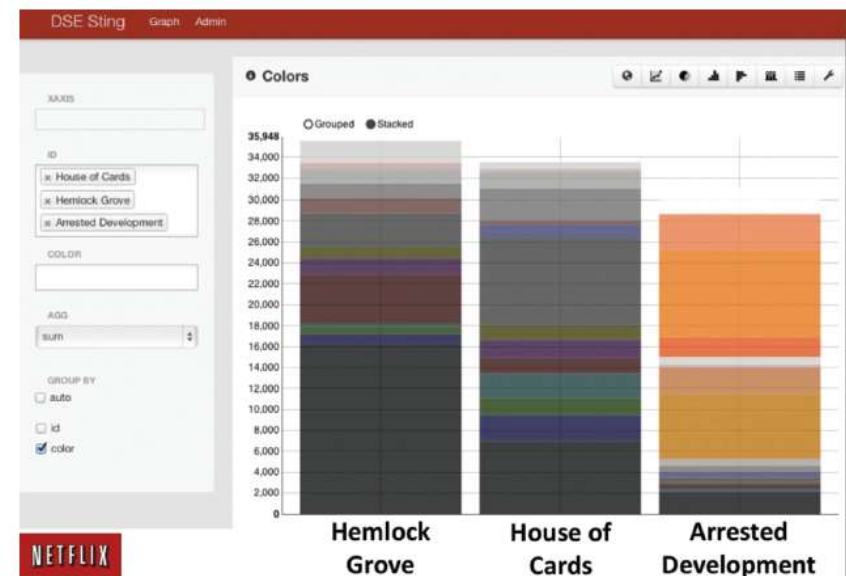 DSE Sting Graph Admin
XAXIS
ID
× House of Cards
× Hemlock Grove
× Arrested Development
COLOR
AGG
sum
GROUP BY
auto
id
color
Colors
Grouped Stacked
35,948
34,000
32,000
30,000
28,000
26,000
24,000
22,000
20,000
18,000
16,000
14,000
12,000
10,000
8,000
6,000
4,000
2,000
0
Hemlock House of Arrested
Grove Cards Development
NETFLIX